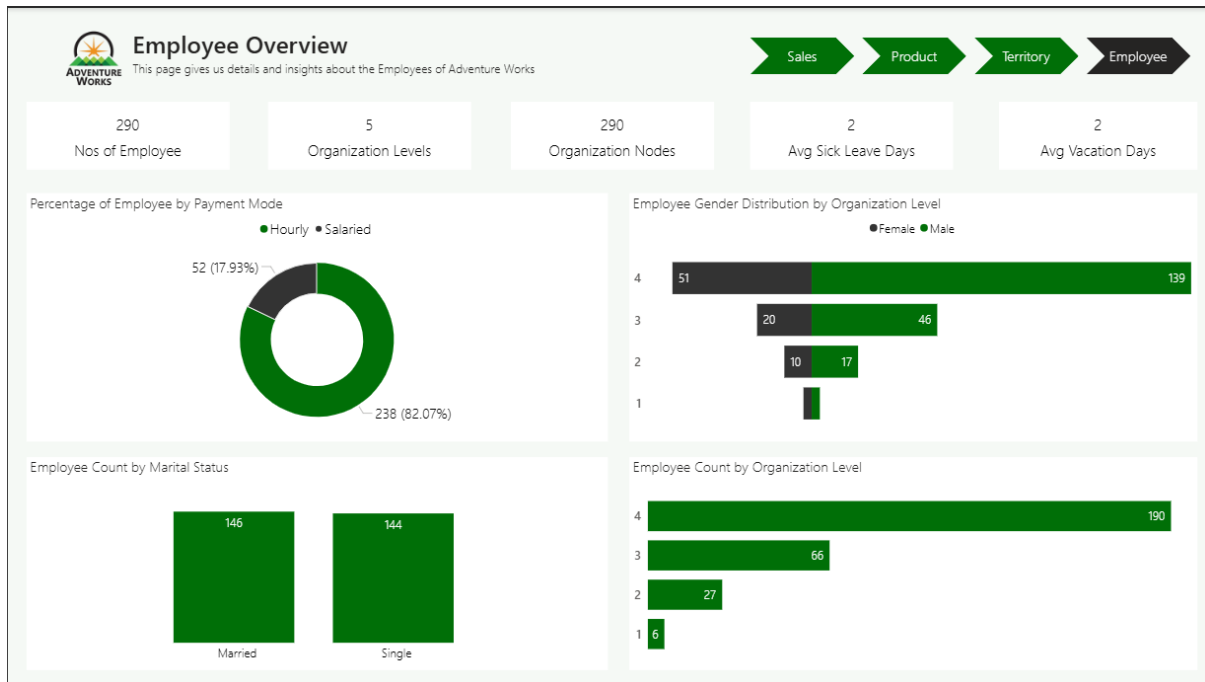 ADVENTURE
WORKS
Employee Overview
This page gives us details and insights about the Employees of Adventure Works
Sales
Product
Territory
Employee
290
Nos of Employee
5
Organization Levels
290
Organization Nodes
2
Avg Sick Leave Days
2
Avg Vacation Days
Percentage of Employee by Payment Mode
Hourly Salaried
52 (17.93%)
238 (82.07%)
Employee Gender Distribution by Organization Level
Female Male
4 51 139
3 20 46
2 10 17
1
Employee Count by Marital Status
146 144
Married Single
Employee Count by Organization Level
4 190
3 66
2 27
1 6